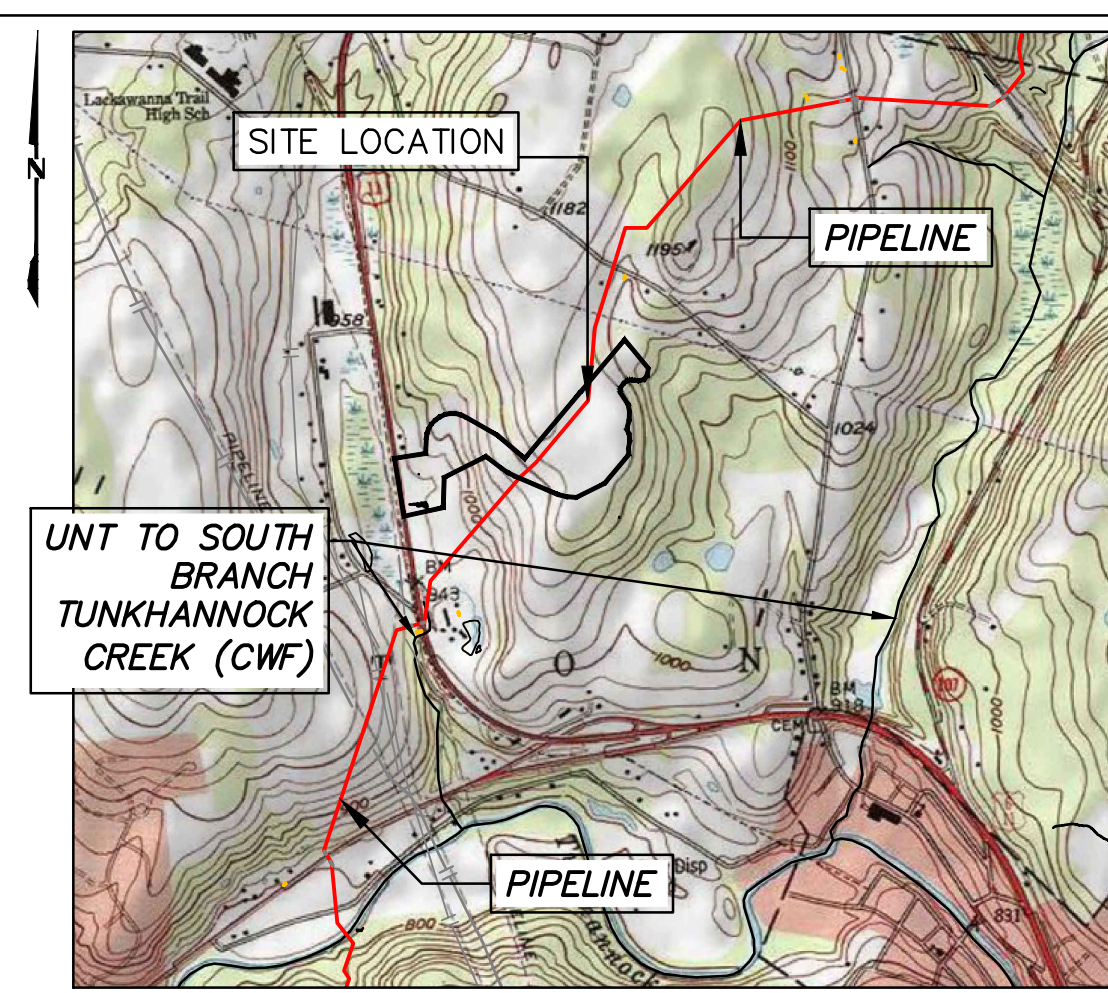 N
Lackawanna Trail
High Sch
SITE LOCATION
11
1182
1100
1195
PIPELINE
958
1024
PIPELINE
1000
UNT TO SOUTH
BRANCH
TUNKHANNOCK
CREEK (CWF)
BM
943
T
O
N
1000
BM
918
CEM
107
1000
PIPELINE
Disp
831
800